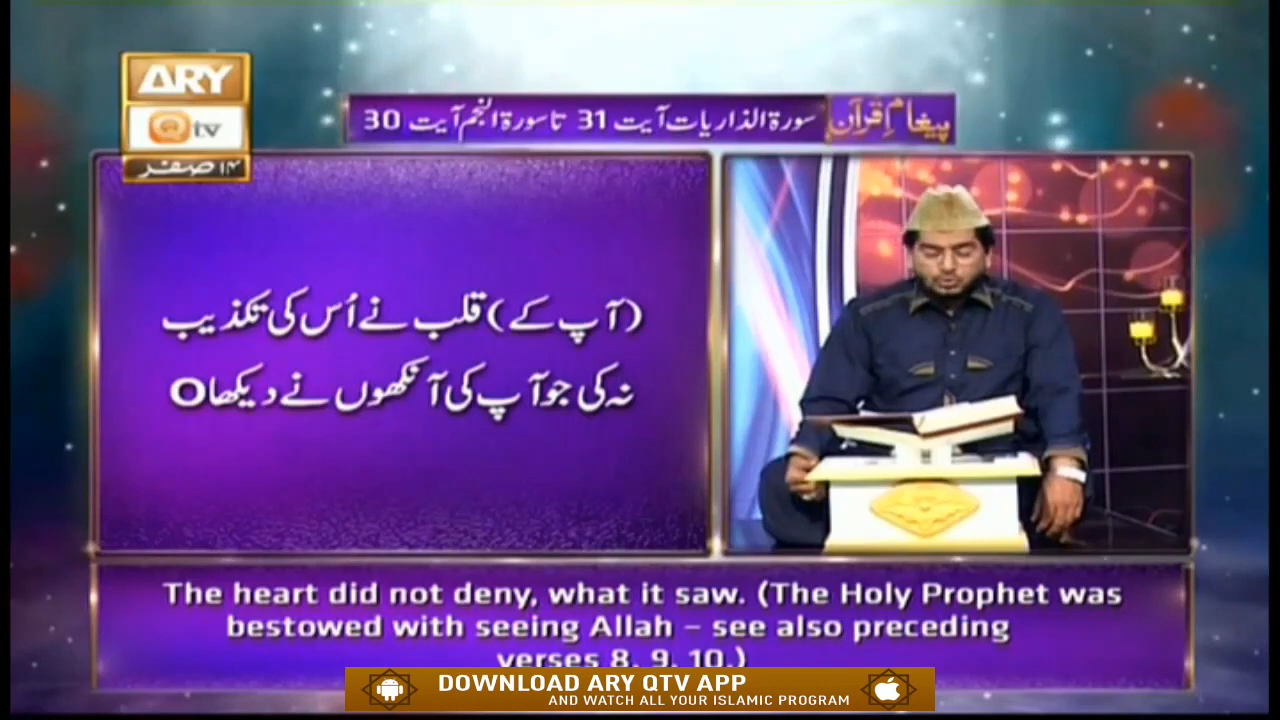 ARY
Qtv
۱۴ صفر
پیغامِ قرآن
سورۃ الذاریات آیت 31 تا سورۃ النجم آیت 30
(آپ کے) قلب نے اُس کی تکذیب
نہ کی جو آپ کی آنکھوں نے دیکھاO
The heart did not deny, what it saw. (The Holy Prophet was
bestowed with seeing Allah – see also preceding
verses 8, 9, 10.)
DOWNLOAD ARY QTV APP
AND WATCH ALL YOUR ISLAMIC PROGRAM